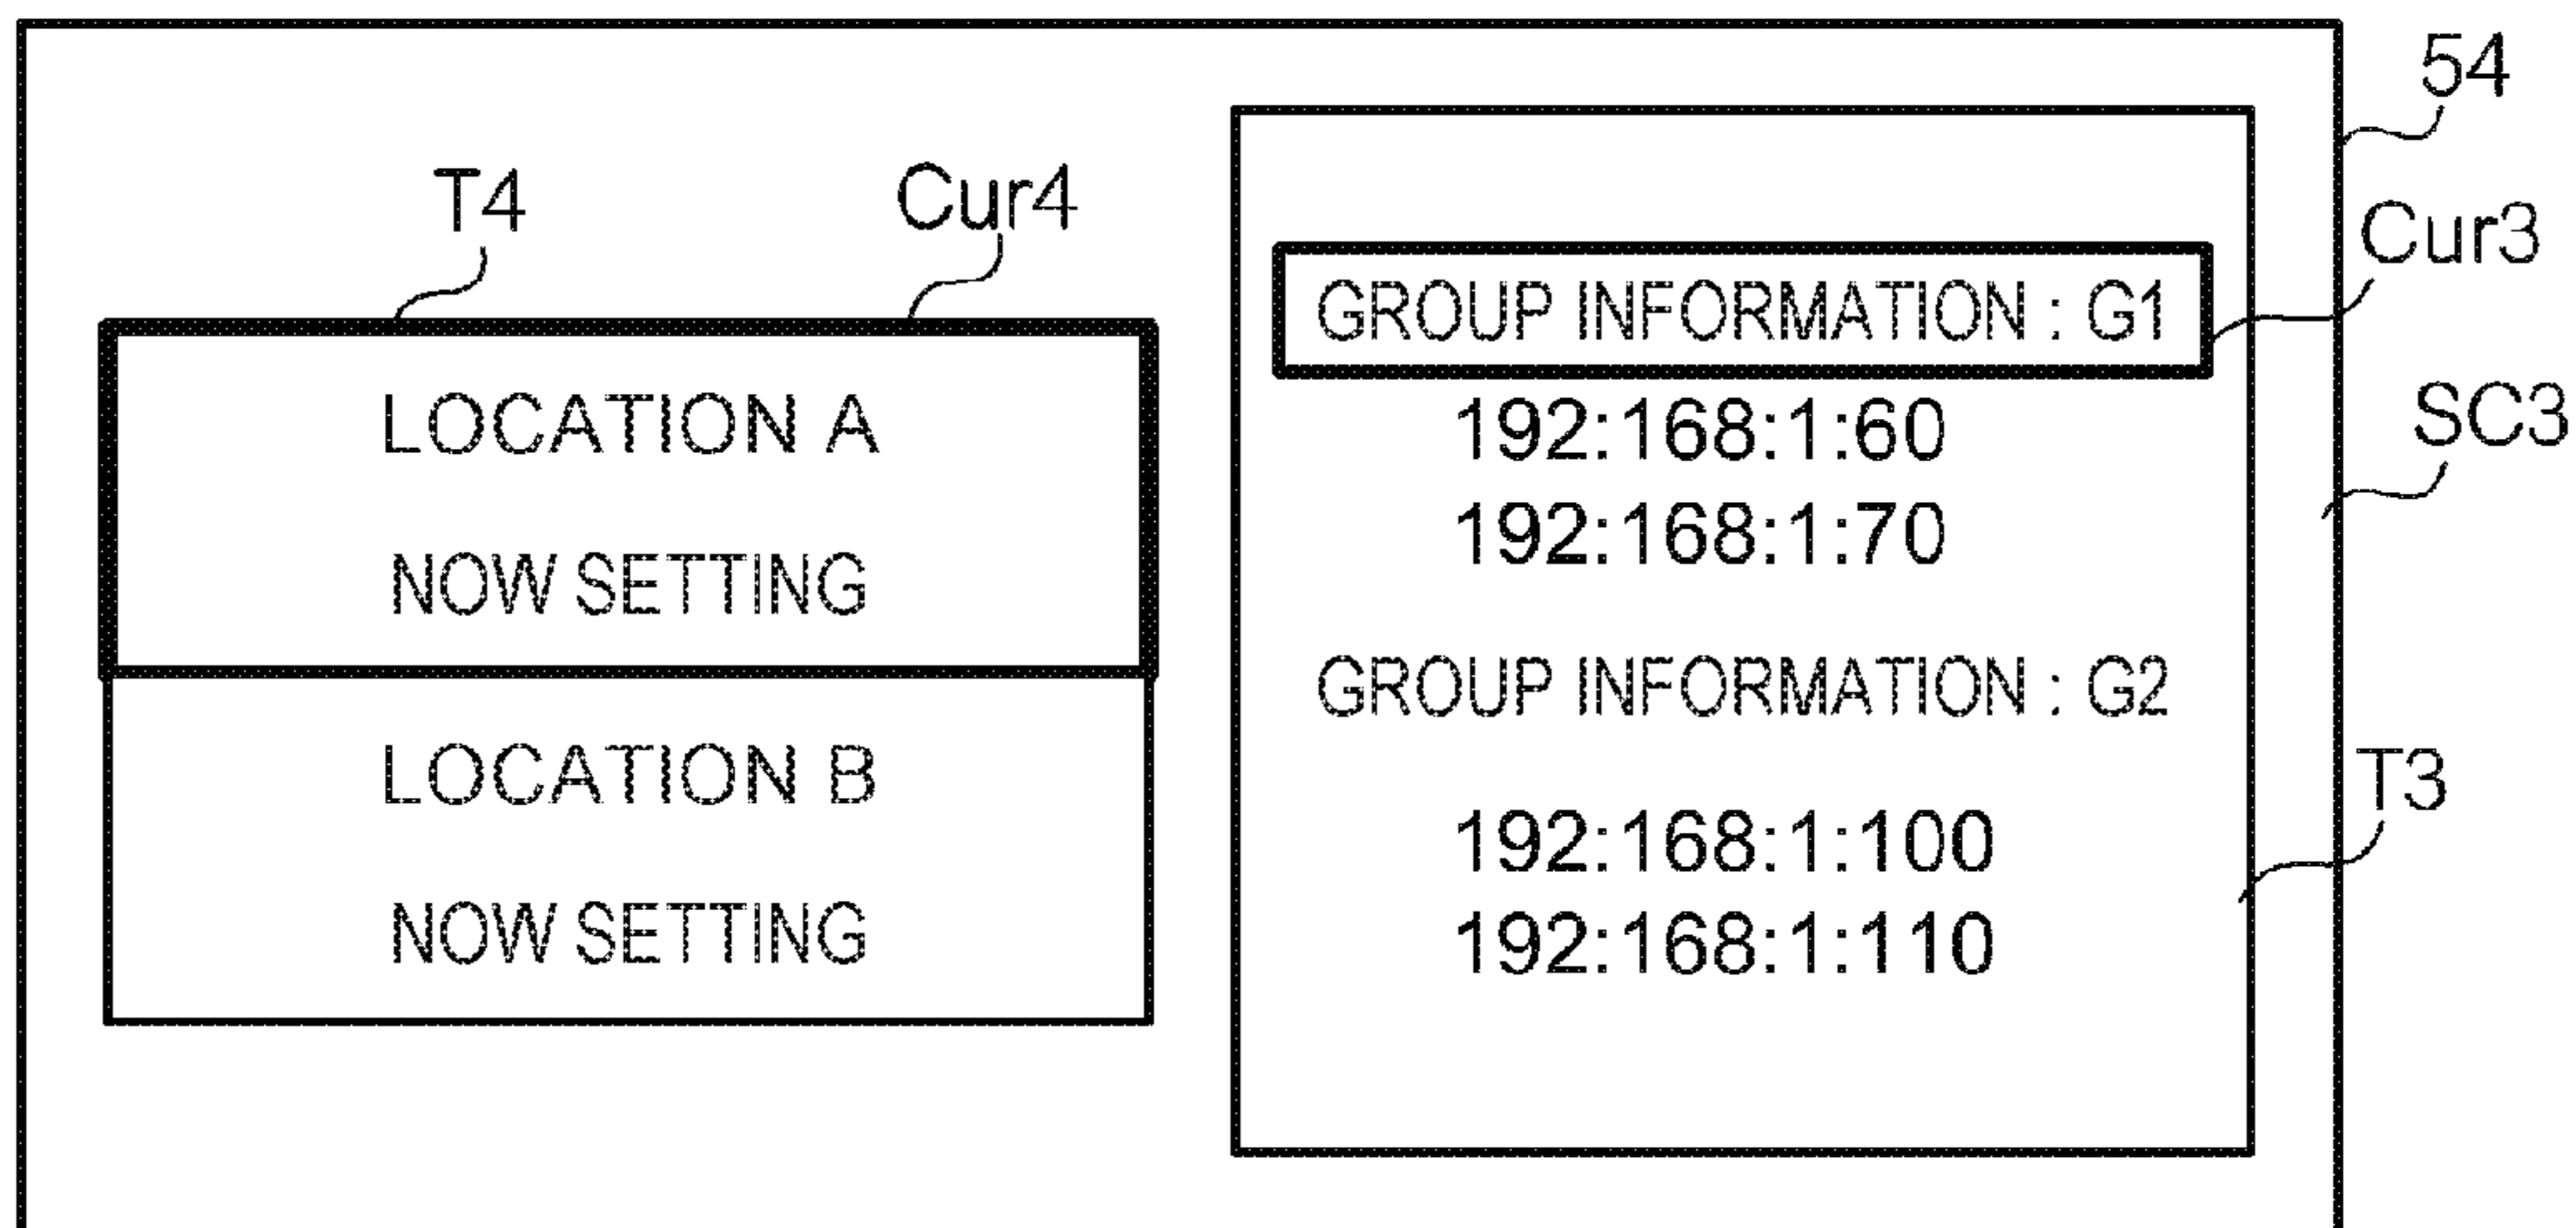 54
T4
Cur4
Cur3
LOCATION A
NOW SETTING
LOCATION B
NOW SETTING
GROUP INFORMATION : G1
192:168:1:60
192:168:1:70
GROUP INFORMATION : G2
192:168:1:100
192:168:1:110
SC3
T3